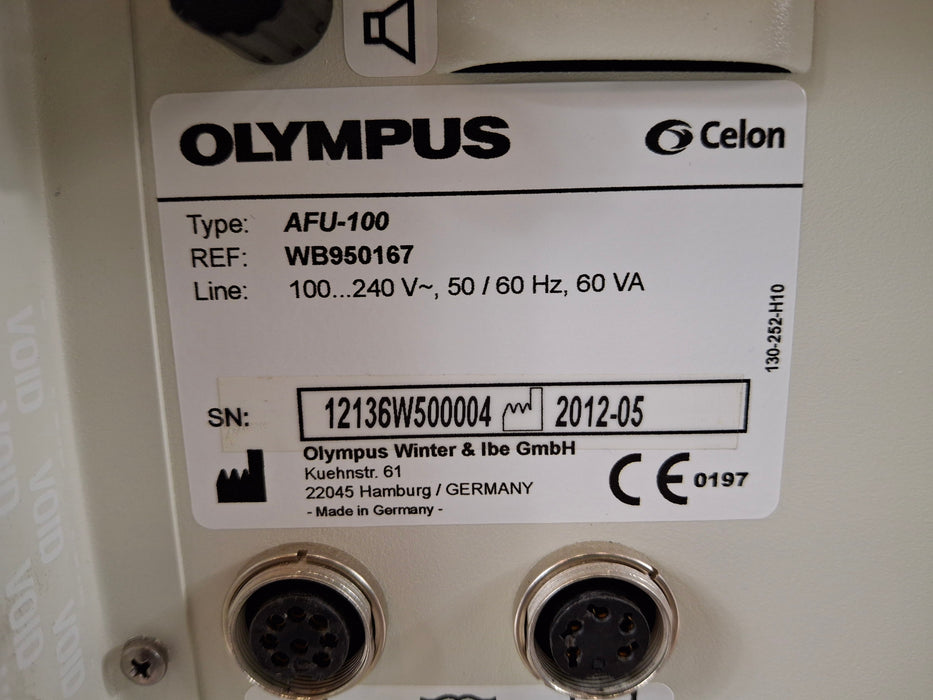 OLYMPUS
Celon
Type: AFU-100
REF: WB950167
Line: 100...240 V~, 50 / 60 Hz, 60 VA
130-252-H10
SN: 12136W500004 2012-05
Olympus Winter & Ibe GmbH
Kuehnstr. 61
22045 Hamburg / GERMANY
- Made in Germany -
CE 0197
VOID
VOID
VOID
VOID
VOID